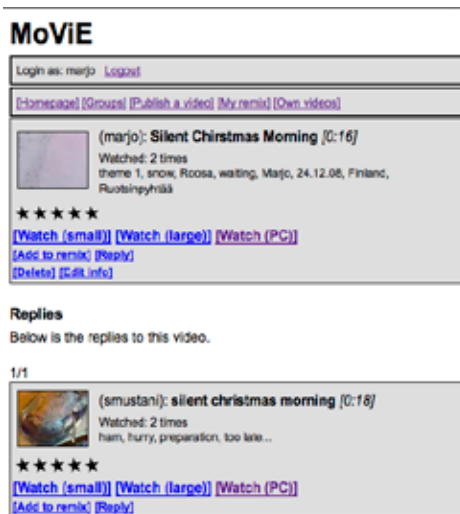 MoViE
Login as: marjo Logout
[Homepage] [Groups] [Publish a video] [My remix] [Own videos]
(marjo): Silent Chirstmas Morning [0:16]
Watched: 2 times
theme 1, snow, Roosa, waiting, Marjo, 24.12.08, Finland,
Ruotsinpyhtää
★★★★★
[Watch (small)] [Watch (large)] [Watch (PC)]
[Add to remix] [Reply]
[Delete] [Edit info]
Replies
Below is the replies to this video.
1/1
(smustani): silent christmas morning [0:18]
Watched: 2 times
ham, hurry, preparation, too late...
★★★★★
[Watch (small)] [Watch (large)] [Watch (PC)]
[Add to remix] [Reply]